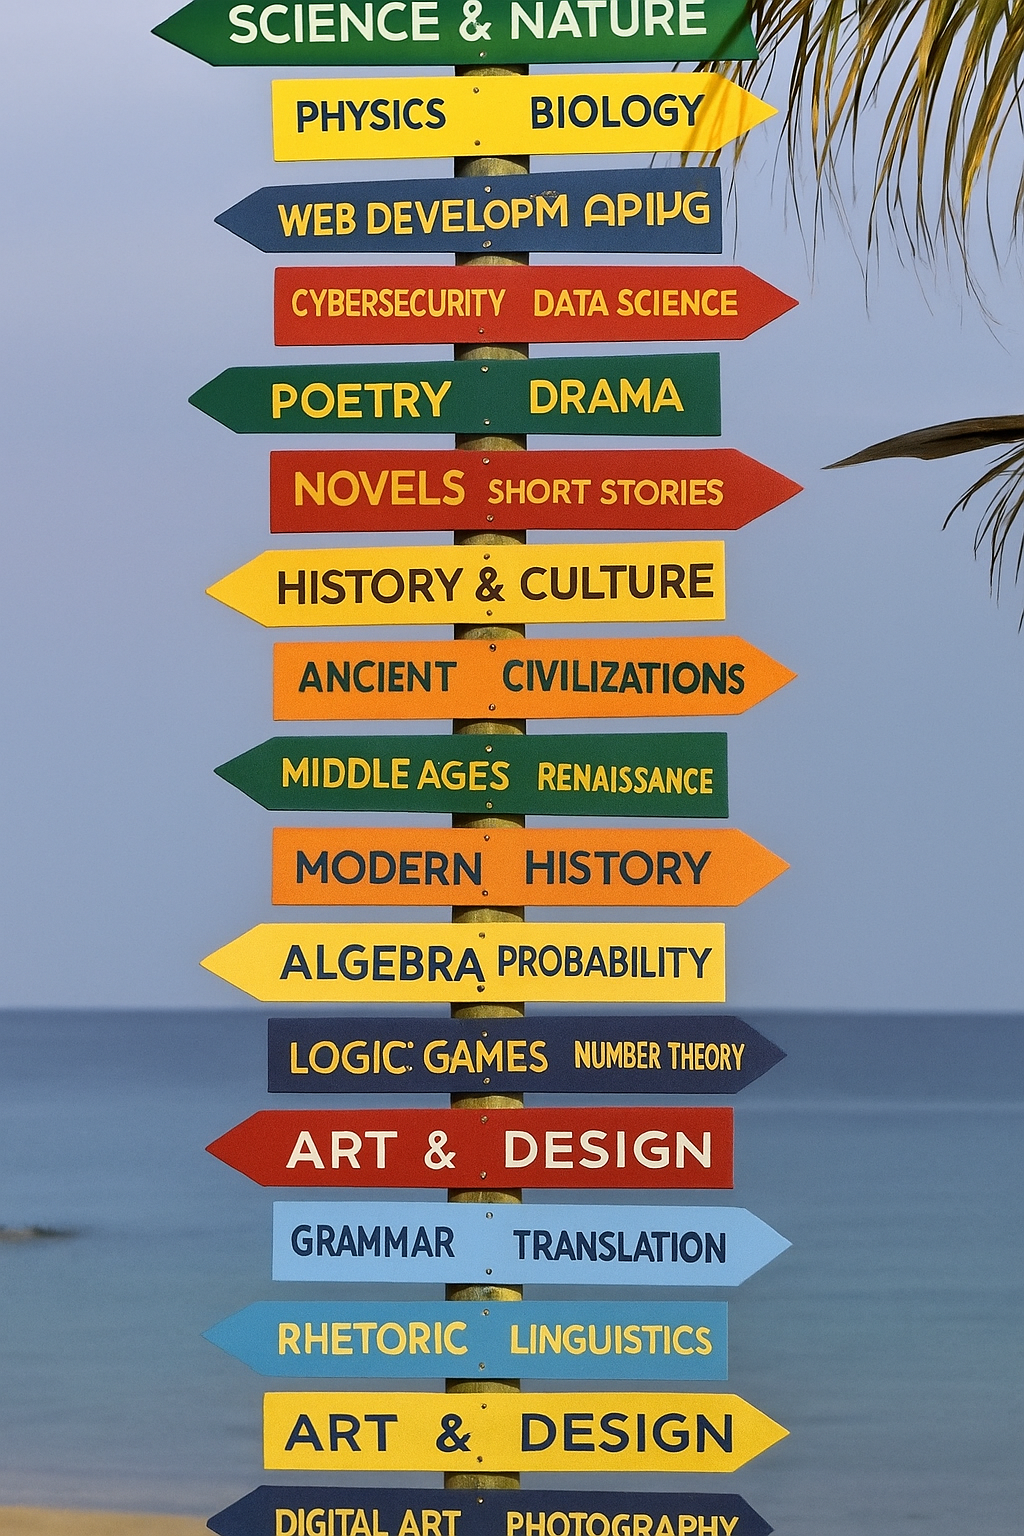 SCIENCE & NATURE
PHYSICS BIOLOGY
WEB DEVELOPM
CYBERSECURITY DATA SCIENCE
POETRY DRAMA
NOVELS SHORT STORIES
HISTORY & CULTURE
ANCIENT CIVILIZATIONS
MIDDLE AGES RENAISSANCE
MODERN HISTORY
ALGEBRA PROBABILITY
LOGIC GAMES NUMBER THEORY
ART & DESIGN
GRAMMAR TRANSLATION
RHETORIC LINGUISTICS
ART & DESIGN
DIGITAL ART PHOTOGRAPHY